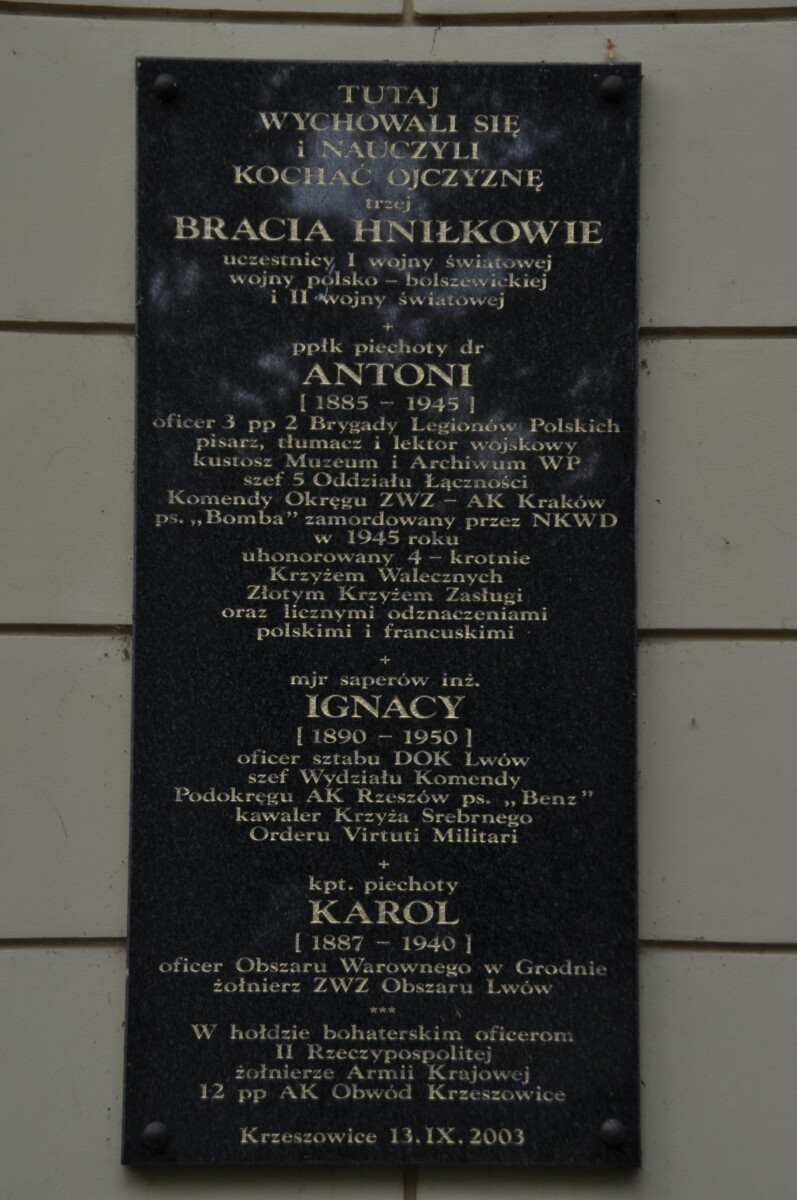 TUTAJ
WYCHOWALI SIĘ
i NAUCZYLI
KOCHAĆ OJCZYZNĘ
trzej
BRACIA HNIŁKOWIE
uczestnicy I wojny światowej
wojny polsko – bolszewickiej
i II wojny światowej
+
ppłk piechoty dr
ANTONI
[ 1885 – 1945 ]
oficer 3 pp 2 Brygady Legionów Polskich
pisarz, tłumacz i lektor wojskowy
kustosz Muzeum i Archiwum WP
szef 5 Oddziału Łączności
Komendy Okręgu ZWZ – AK Kraków
ps. „Bomba” zamordowany przez NKWD
w 1945 roku
uhonorowany 4 – krotnie
Krzyżem Walecznych
Złotym Krzyżem Zasługi
oraz licznymi odznaczeniami
polskimi i francuskimi
+
mjr saperów inż.
IGNACY
[ 1890 – 1950 ]
oficer sztabu DOK Lwów
szef Wydziału Komendy
Podokręgu AK Rzeszów ps. „Benz”
kawaler Krzyża Srebrnego
Orderu Virtuti Militari
+
kpt. piechoty
KAROL
[ 1887 – 1940 ]
oficer Obszaru Warownego w Grodnie
żołnierz ZWZ Obszaru Lwów
***
W hołdzie bohaterskim oficerom
II Rzeczypospolitej
żołnierze Armii Krajowej
12 pp AK Obwód Krzeszowice
Krzeszowice 13.IX.2003